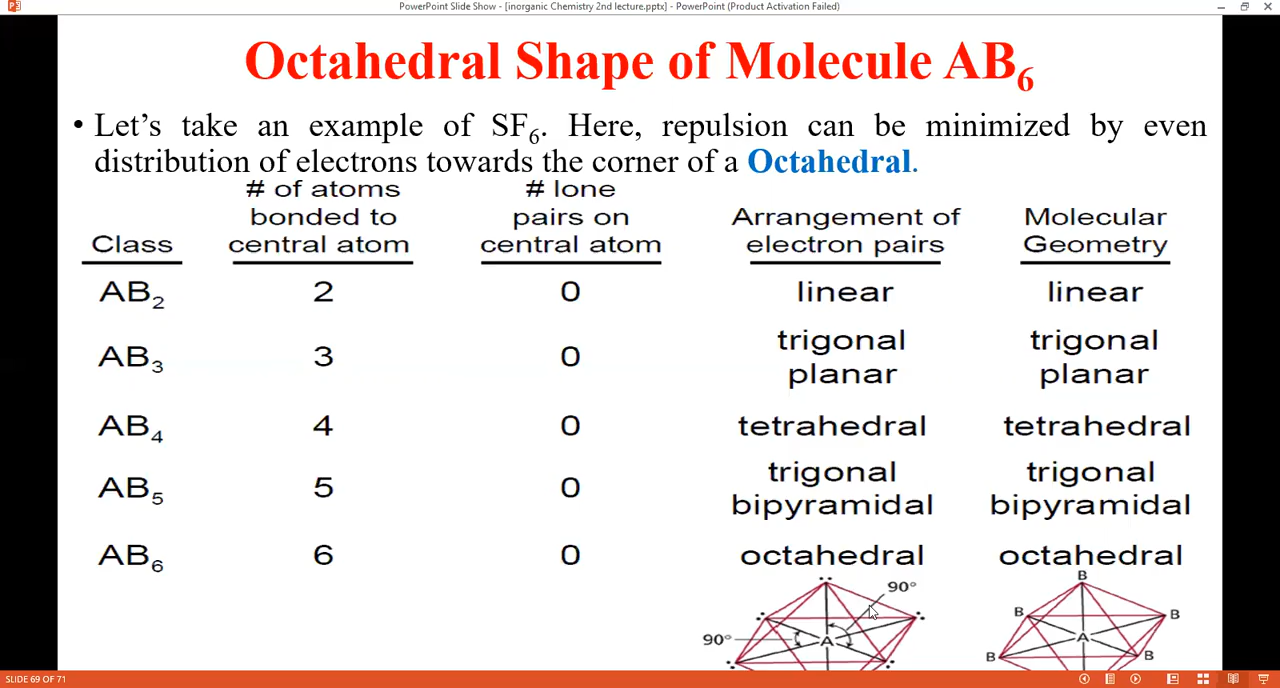 PowerPoint Slide Show - [inorganic Chemistry 2nd lecture.pptx] - PowerPoint (Product Activation Failed)
Octahedral Shape of Molecule AB₆
• Let's take an example of SF₆. Here, repulsion can be minimized by even
distribution of electrons towards the corner of a Octahedral.
# of atoms # lone
bonded to pairs on Arrangement of Molecular
Class central atom central atom electron pairs Geometry
AB₂ 2 0 linear linear
trigonal trigonal
AB₃ 3 0
planar planar
AB₄ 4 0 tetrahedral tetrahedral
trigonal trigonal
AB₅ 5 0
bipyramidal bipyramidal
AB₆ 6 0 octahedral octahedral
90° B
B B
90° A A
B B
SLIDE 69 OF 71